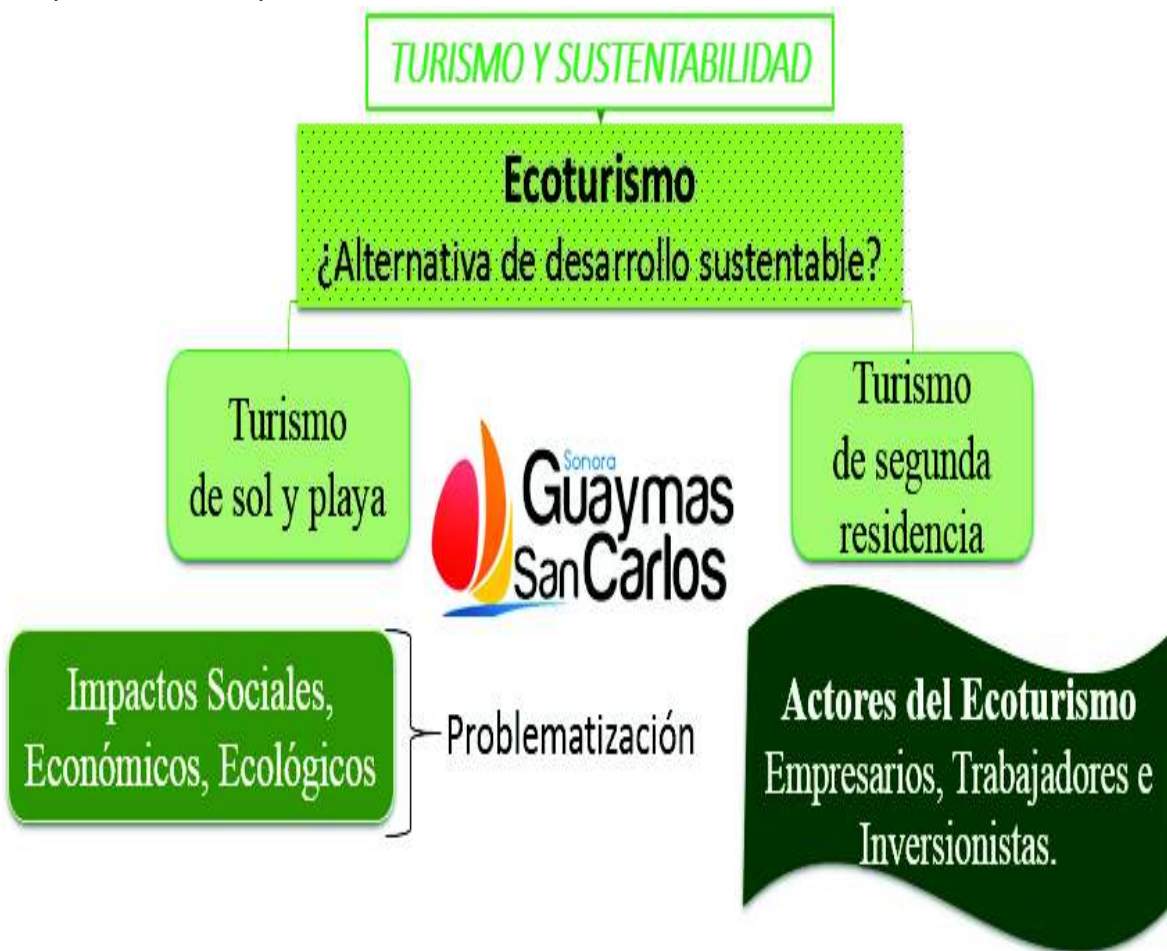 TURISMO Y SUSTENTABILIDAD
Ecoturismo
¿Alternativa de desarrollo sustentable?
Turismo
de sol y playa
Turismo
de segunda
residencia
Sonora
Guaymas
San Carlos
Impactos Sociales,
Económicos, Ecológicos
Problematización
Actores del Ecoturismo
Empresarios, Trabajadores e
Inversionistas.